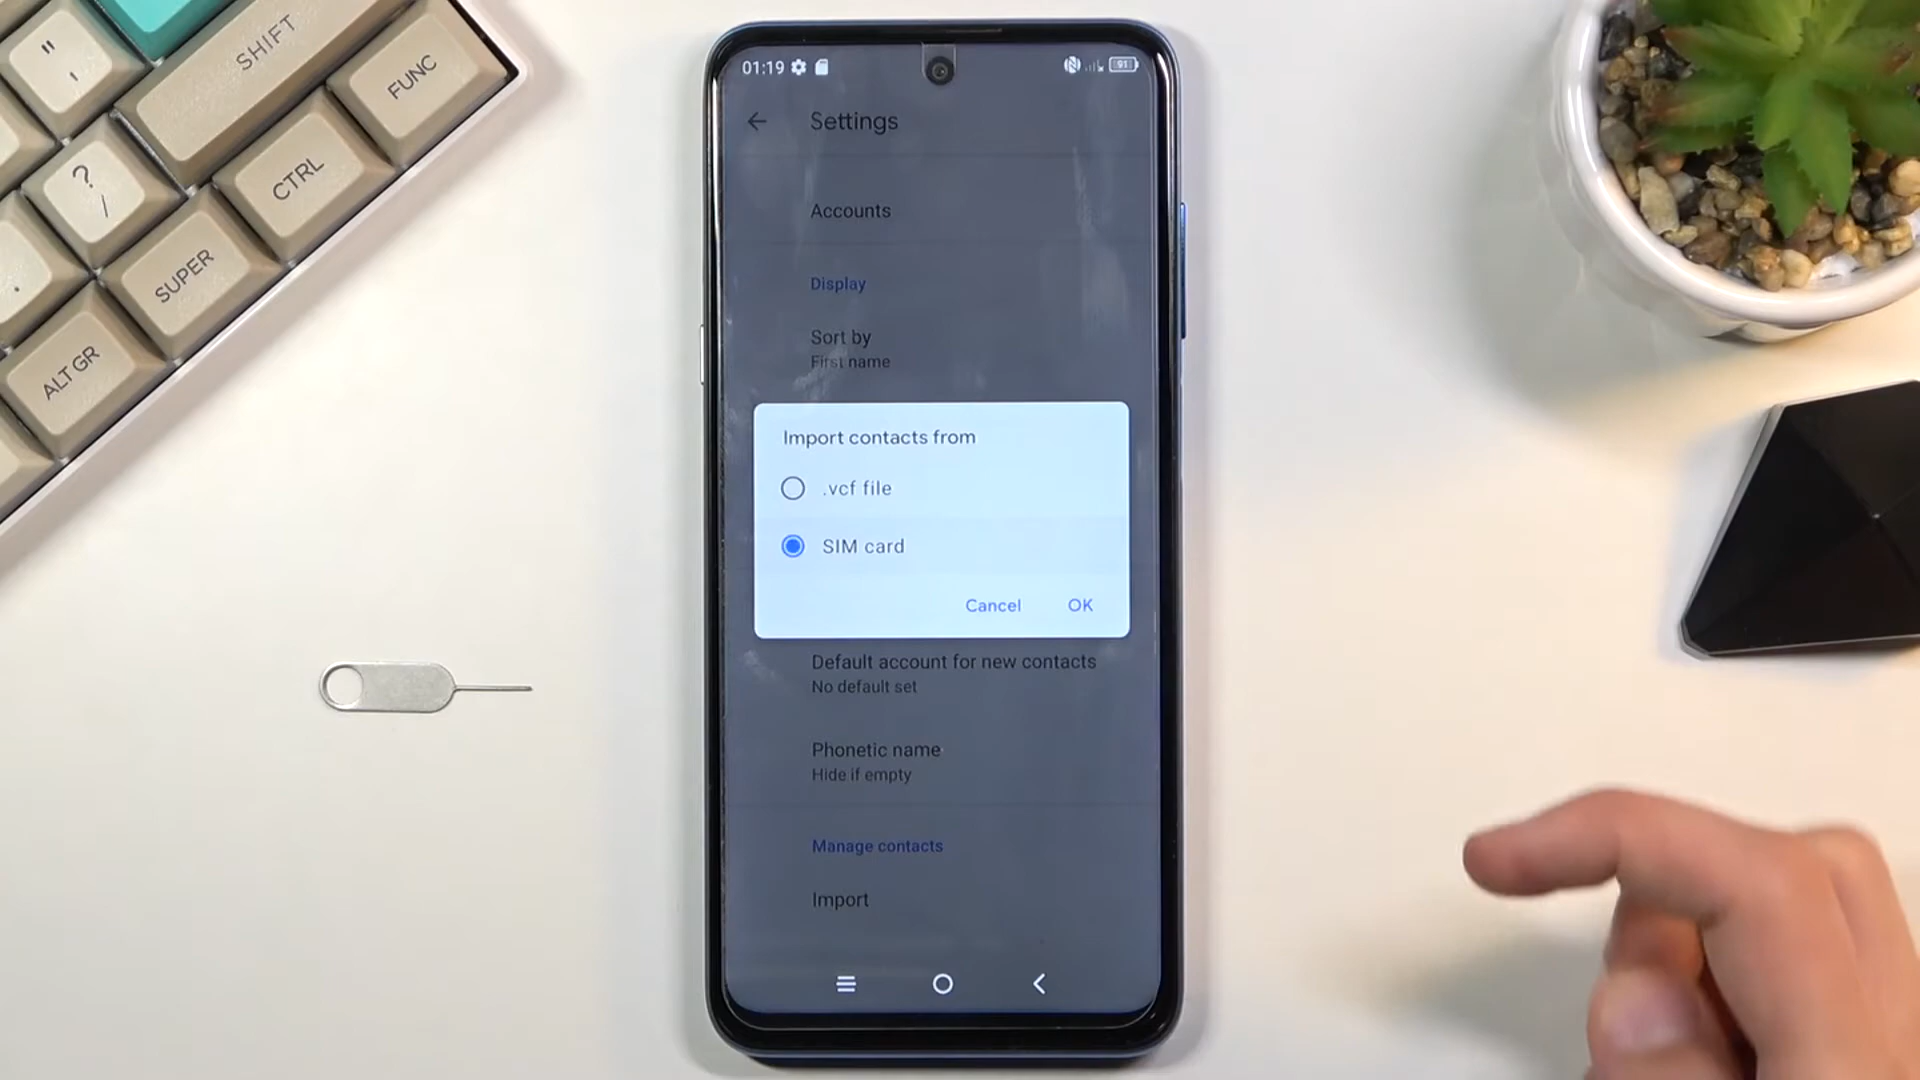 "
'
SHIFT
FUNC
?
/
CTRL
.
SUPER
ALT GR
01:19
91
Settings
Accounts
Display
Sort by
First name
Import contacts from
.vcf file
SIM card
Cancel OK
Default account for new contacts
No default set
Phonetic name
Hide if empty
Manage contacts
Import